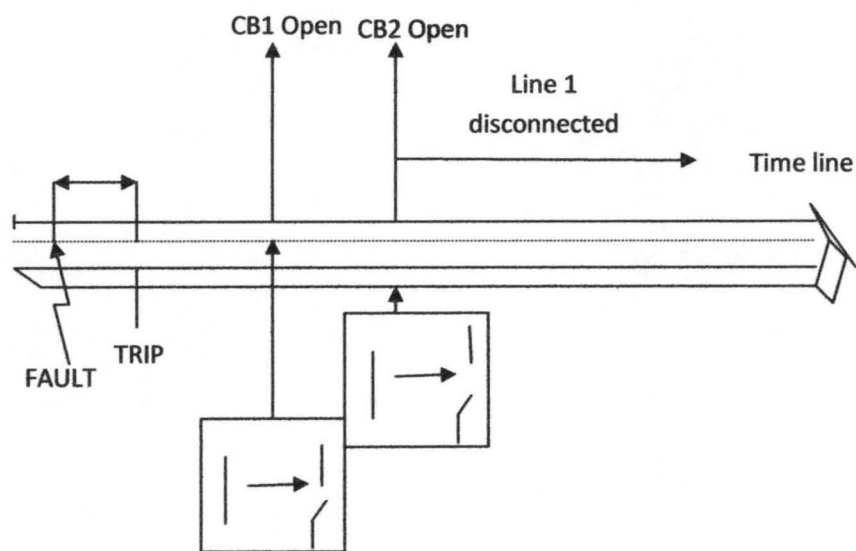 CB1 Open
CB2 Open
Line 1
disconnected
Time line
TRIP
FAULT